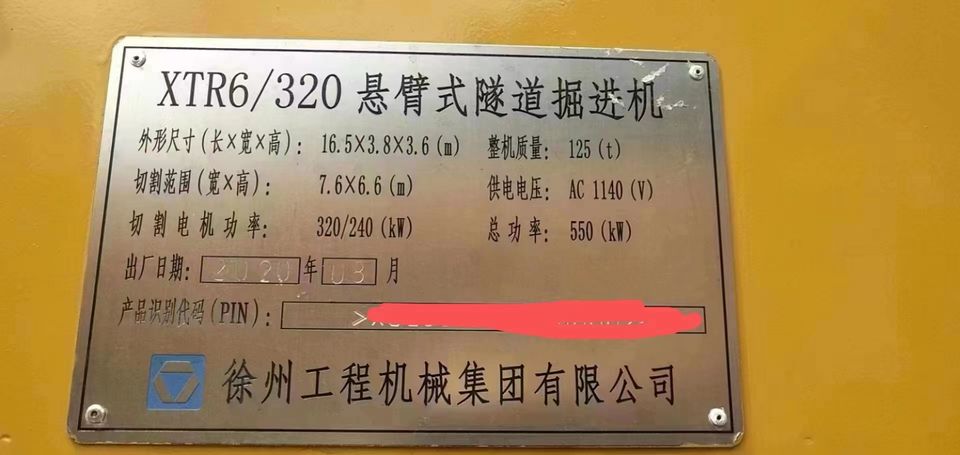 XTR6/320 悬臂式隧道掘进机
外形尺寸(长×宽×高): 16.5×3.8×3.6(m) 整机质量: 125(t)
切割范围(宽×高): 7.6×6.6(m) 供电电压: AC 1140(V)
切割电机功率: 320/240(kW) 总功率: 550(kW)
出厂日期: 2020年03月
产品识别代码(PIN):
徐州工程机械集团有限公司